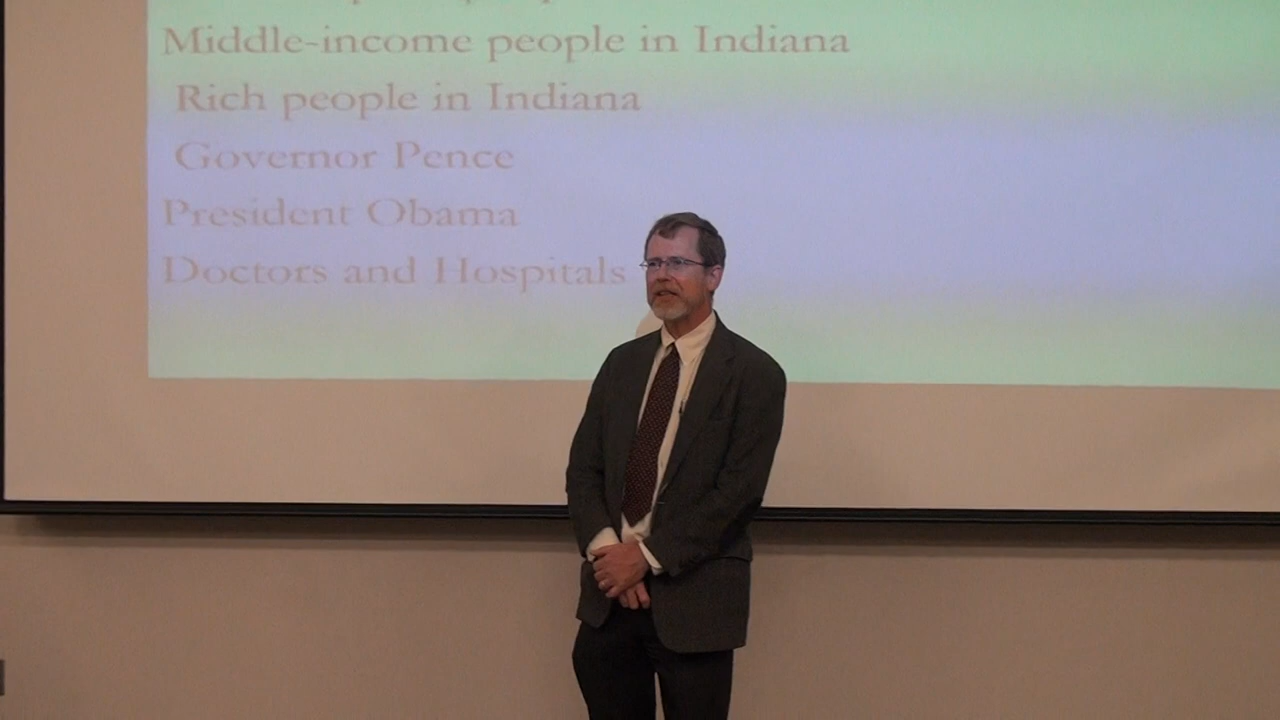 Middle-income people in Indiana
Rich people in Indiana
Governor Pence
President Obama
Doctors and Hospitals